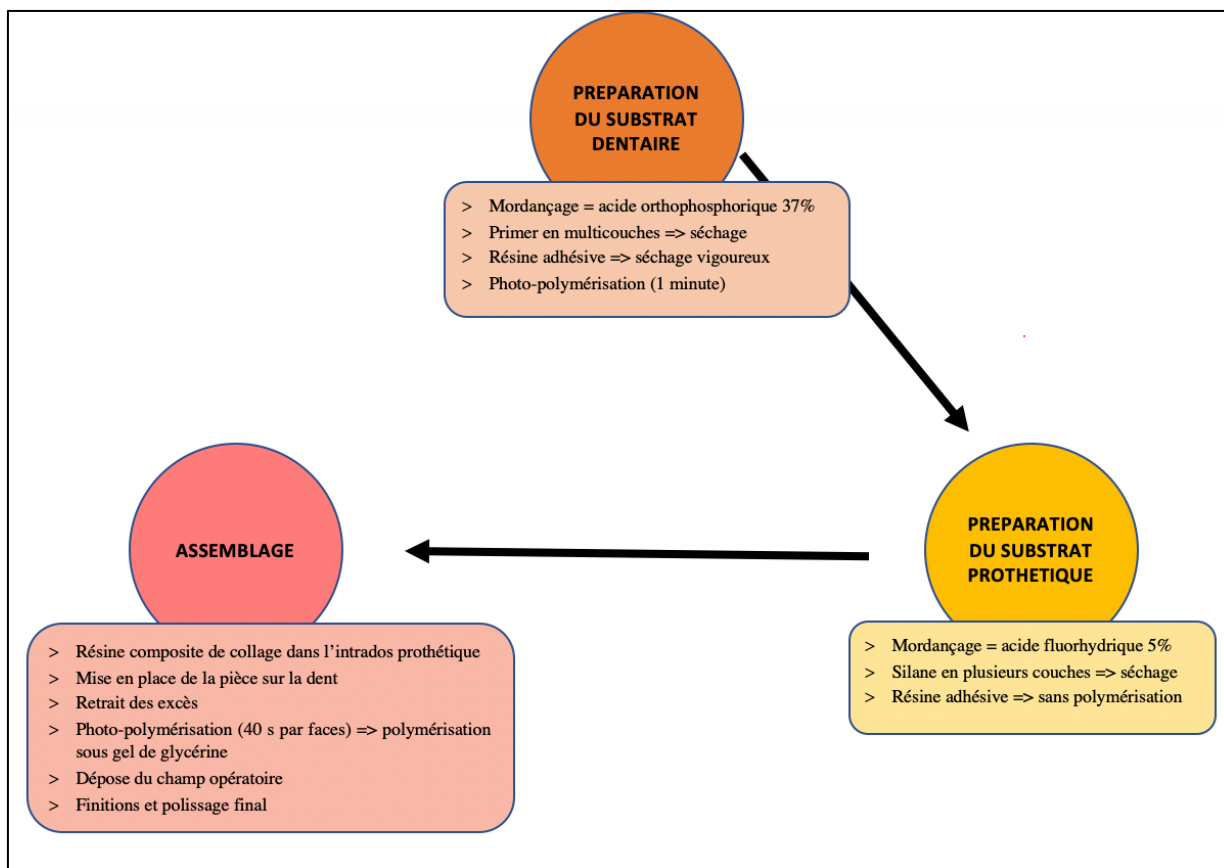 PREPARATION
DU SUBSTRAT
DENTAIRE
> Mordançage = acide orthophosphorique 37%
> Primer en multicouches => séchage
> Résine adhésive => séchage vigoureux
> Photo-polymérisation (1 minute)
PREPARATION
DU SUBSTRAT
PROTHETIQUE
> Mordançage = acide fluorhydrique 5%
> Silane en plusieurs couches => séchage
> Résine adhésive => sans polymérisation
ASSEMBLAGE
> Résine composite de collage dans l'intrados prothétique
> Mise en place de la pièce sur la dent
> Retrait des excès
> Photo-polymérisation (40 s par faces) => polymérisation
sous gel de glycérine
> Dépose du champ opératoire
> Finitions et polissage final